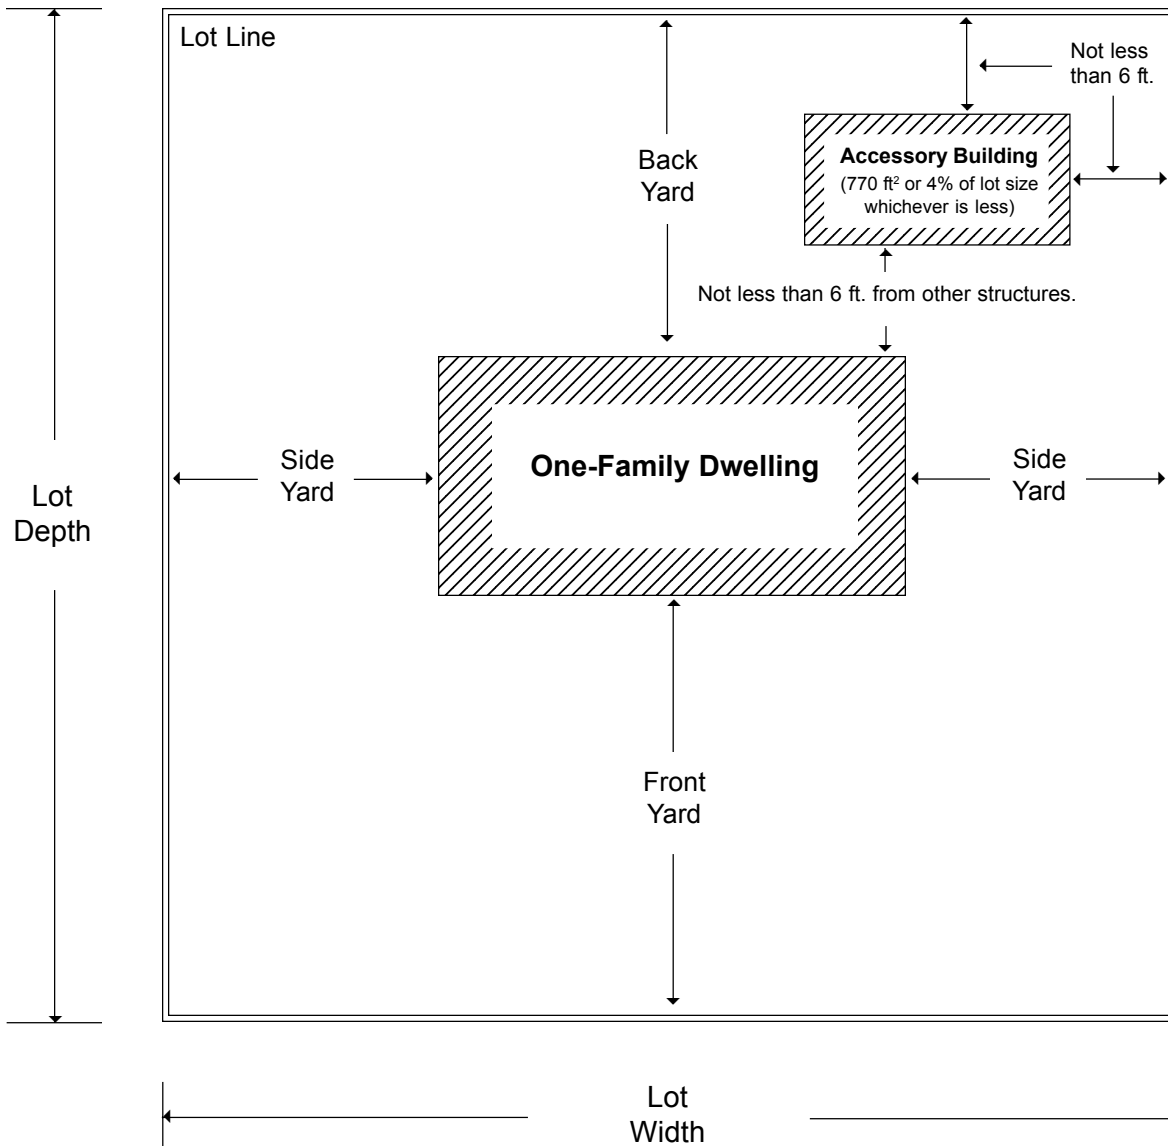 Lot Line
Not less
than 6 ft.
Back
Yard
Accessory Building
(770 ft² or 4% of lot size
whichever is less)
Not less than 6 ft. from other structures.
Side
Yard
One-Family Dwelling
Side
Yard
Lot
Depth
Front
Yard
Lot
Width